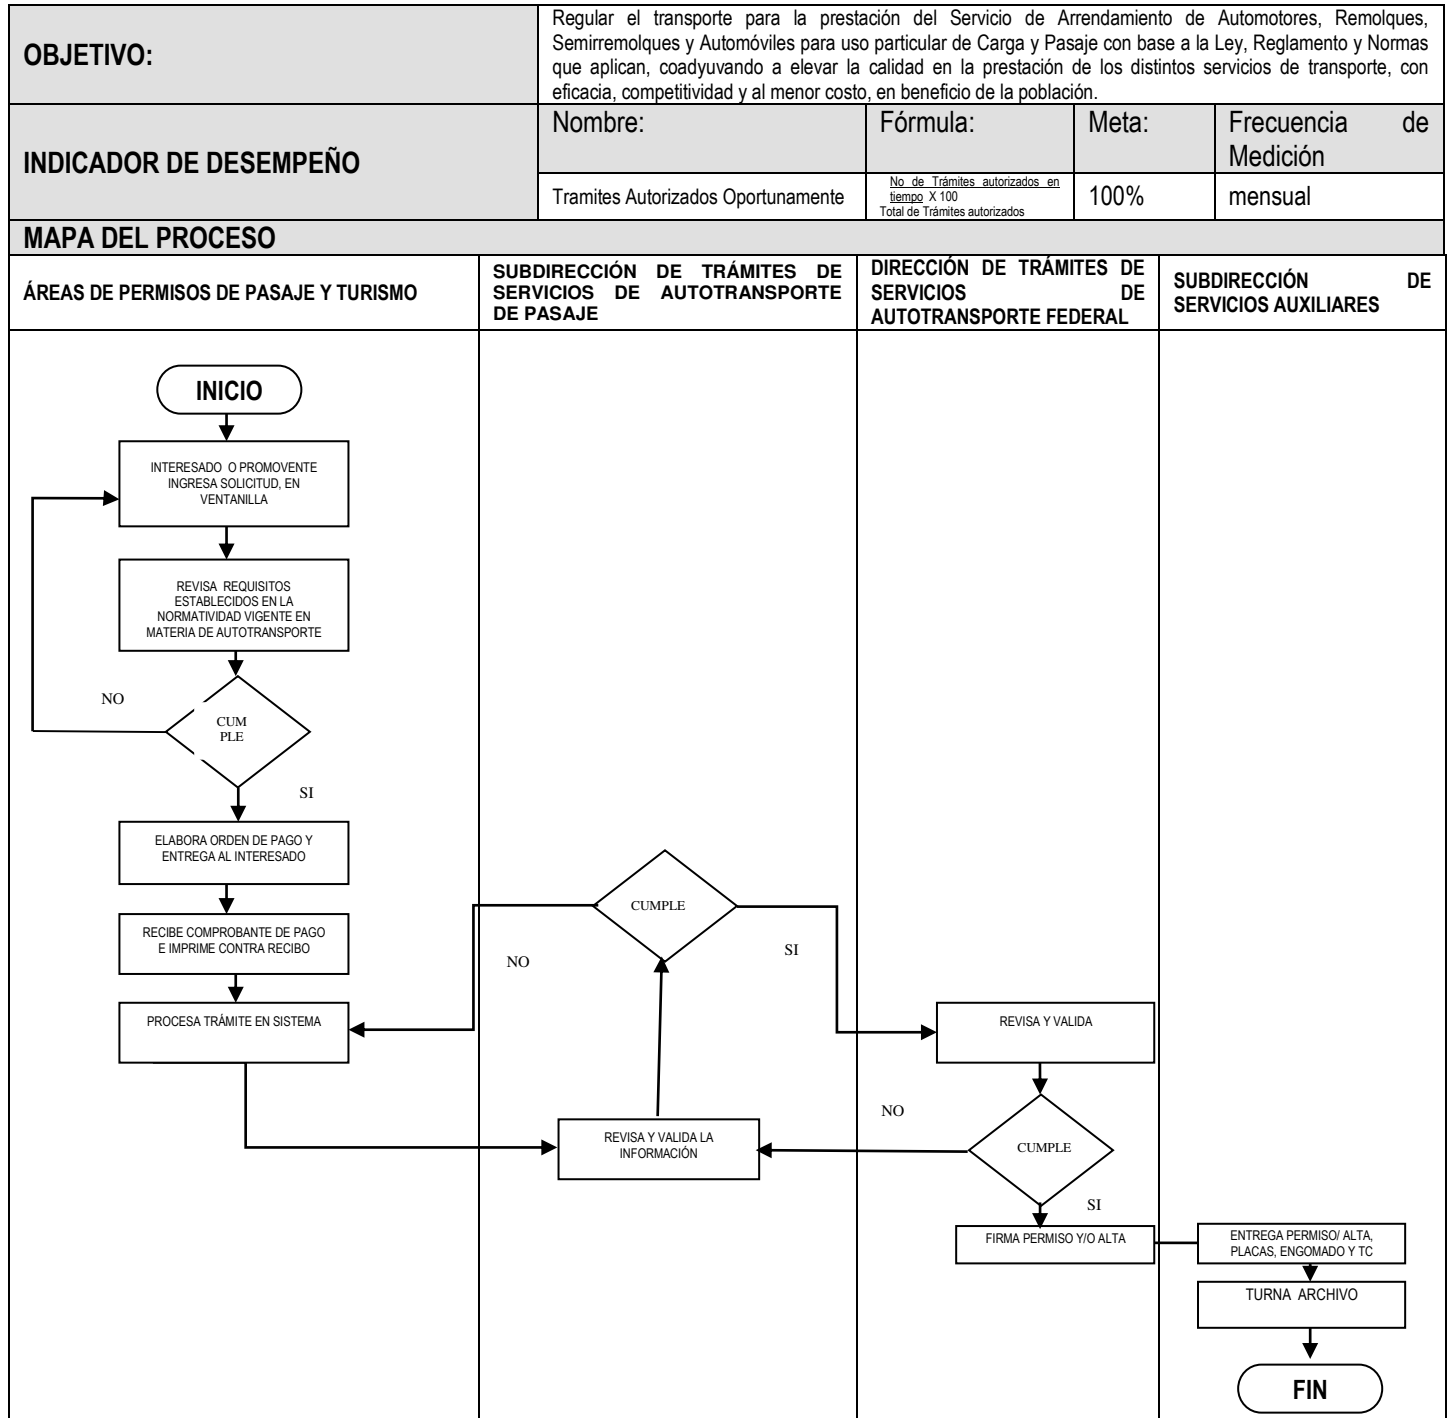 OBJETIVO:
Regular el transporte para la prestación del Servicio de Arrendamiento de Automotores, Remolques,
Semirremolques y Automóviles para uso particular de Carga y Pasaje con base a la Ley, Reglamento y Normas
que aplican, coadyuvando a elevar la calidad en la prestación de los distintos servicios de transporte, con
eficacia, competitividad y al menor costo, en beneficio de la población.
INDICADOR DE DESEMPEÑO
Nombre:
Fórmula:
Meta:
Frecuencia de
Medición
Tramites Autorizados Oportunamente
No de Trámites autorizados en
tiempo X 100
Total de Trámites autorizados
100%
mensual
MAPA DEL PROCESO
ÁREAS DE PERMISOS DE PASAJE Y TURISMO
SUBDIRECCIÓN DE TRÁMITES DE
SERVICIOS DE AUTOTRANSPORTE
DE PASAJE
DIRECCIÓN DE TRÁMITES DE
SERVICIOS DE
AUTOTRANSPORTE FEDERAL
SUBDIRECCIÓN DE
SERVICIOS AUXILIARES
INICIO
INTERESADO O PROMOVENTE
INGRESA SOLICITUD, EN
VENTANILLA
REVISA REQUISITOS
ESTABLECIDOS EN LA
NORMATIVIDAD VIGENTE EN
MATERIA DE AUTOTRANSPORTE
NO
CUM
PLE
SI
ELABORA ORDEN DE PAGO Y
ENTREGA AL INTERESADO
RECIBE COMPROBANTE DE PAGO
E IMPRIME CONTRA RECIBO
PROCESA TRÁMITE EN SISTEMA
CUMPLE
NO
SI
REVISA Y VALIDA LA
INFORMACIÓN
REVISA Y VALIDA
NO
CUMPLE
SI
FIRMA PERMISO Y/O ALTA
ENTREGA PERMISO/ ALTA,
PLACAS, ENGOMADO Y TC
TURNA ARCHIVO
FIN